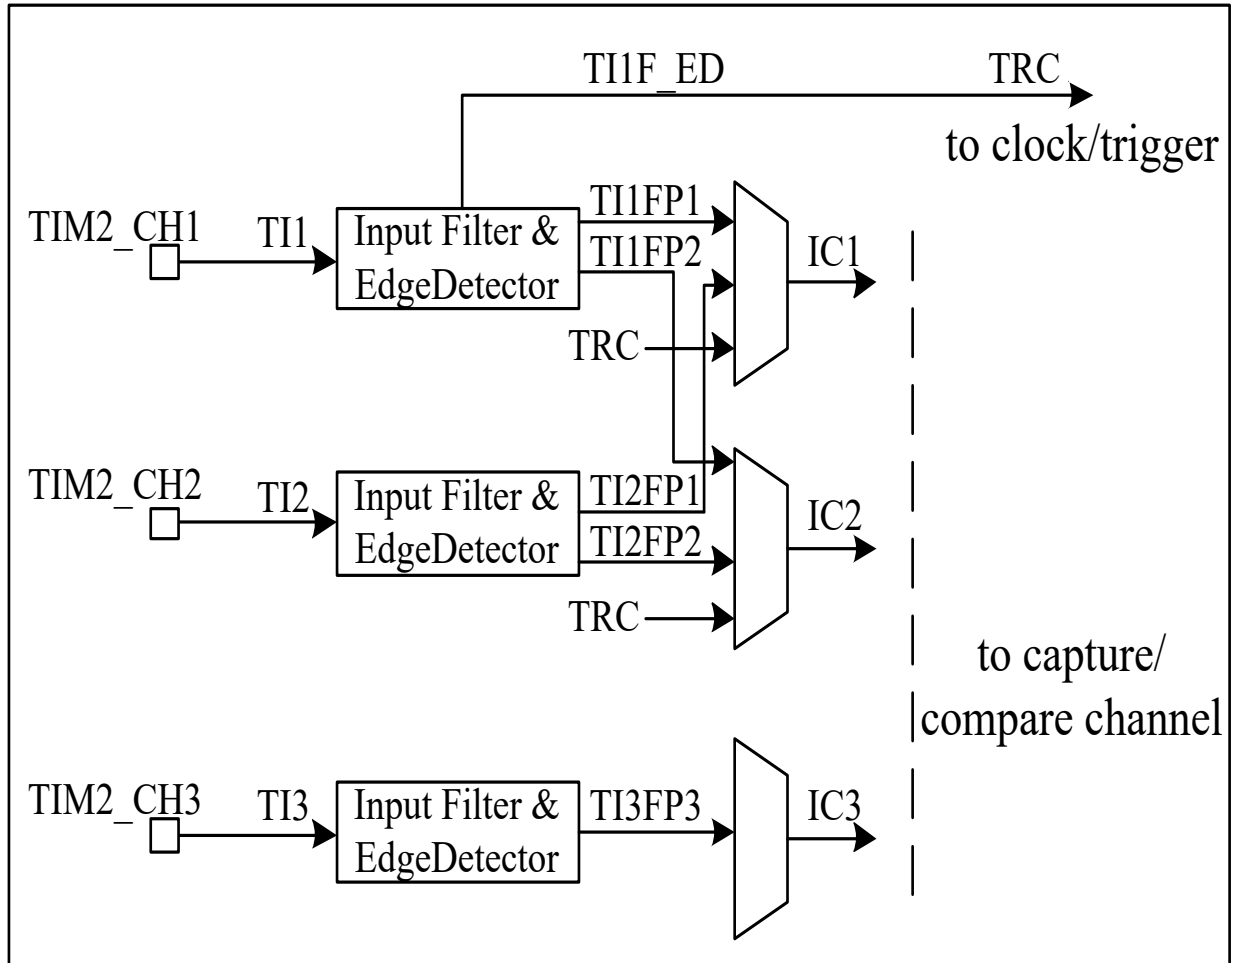 TI1F_ED
TRC
to clock/trigger
TIM2_CH1
TI1
Input Filter &
EdgeDetector
TI1FP1
TI1FP2
TRC
IC1
TIM2_CH2
TI2
Input Filter &
EdgeDetector
TI2FP1
TI2FP2
TRC
IC2
to capture/
compare channel
TIM2_CH3
TI3
Input Filter &
EdgeDetector
TI3FP3
IC3